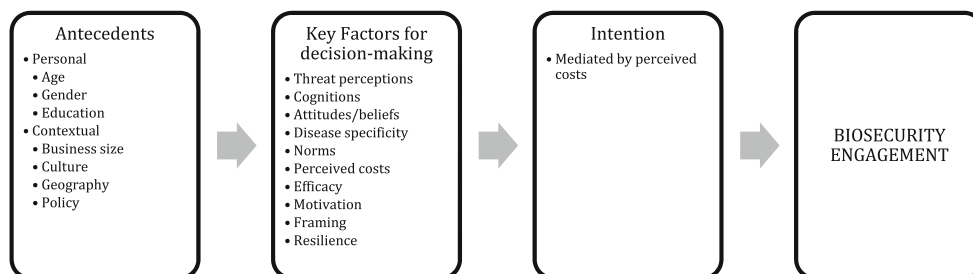 Antecedents
• Personal
• Age
• Gender
• Education
• Contextual
• Business size
• Culture
• Geography
• Policy
Key Factors for
decision-making
• Threat perceptions
• Cognitions
• Attitudes/beliefs
• Disease specificity
• Norms
• Perceived costs
• Efficacy
• Motivation
• Framing
• Resilience
Intention
• Mediated by perceived
costs
BIOSECURITY
ENGAGEMENT